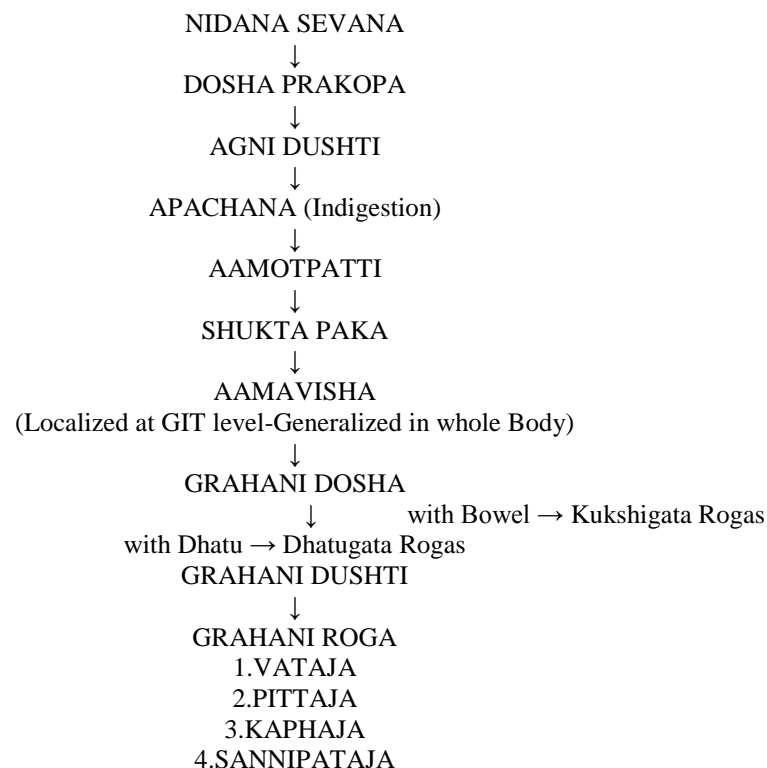 NIDANA SEVANA
↓
DOSHA PRAKOPA
↓
AGNI DUSHTI
↓
APACHANA (Indigestion)
↓
AAMOTPATTI
↓
SHUKTA PAKA
↓
AAMAVISHA
(Localized at GIT level-Generalized in whole Body)
↓
GRAHANI DOSHA
↓ with Bowel → Kukshigata Rogas
with Dhatu → Dhatugata Rogas
GRAHANI DUSHTI
↓
GRAHANI ROGA
1.VATAJA
2.PITTAJA
3.KAPHAJA
4.SANNIPATAJA